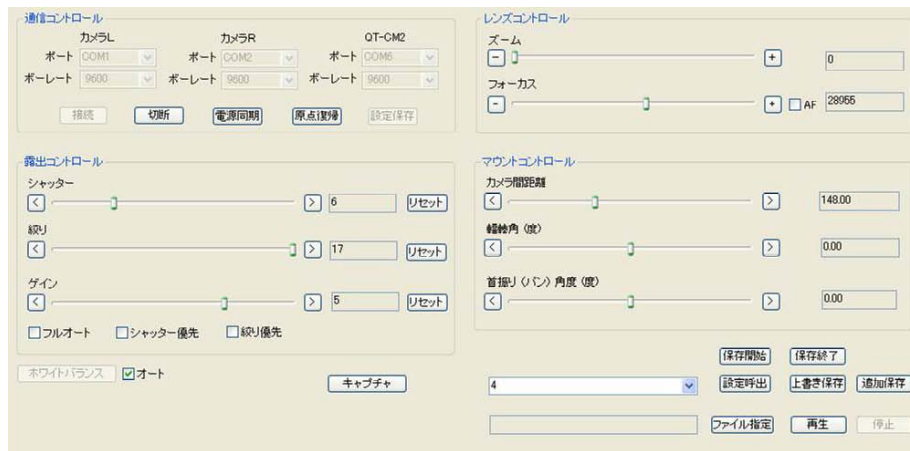 通信コントロール
カメラL カメラR QT-CM2
ポート COM1 ポート COM2 ポート COM6
ボーレート 9600 ボーレート 9600 ボーレート 9600
接続 切断 電源同期 原点復帰 設定保存
レンズコントロール
ズーム
- + 0
フォーカス
- + AF 28955
露出コントロール
シャッター
< > 6 リセット
絞り
< > 17 リセット
ゲイン
< > 5 リセット
フルオート シャッター優先 絞り優先
ホワイトバランス オート
キャプチャ
マウントコントロール
カメラ間距離
< > 148.00
輻輳角 (度)
< > 0.00
首振り (パン) 角度 (度)
< > 0.00
保存開始 保存終了
4 設定呼出 上書き保存 追加保存
ファイル指定 再生 停止